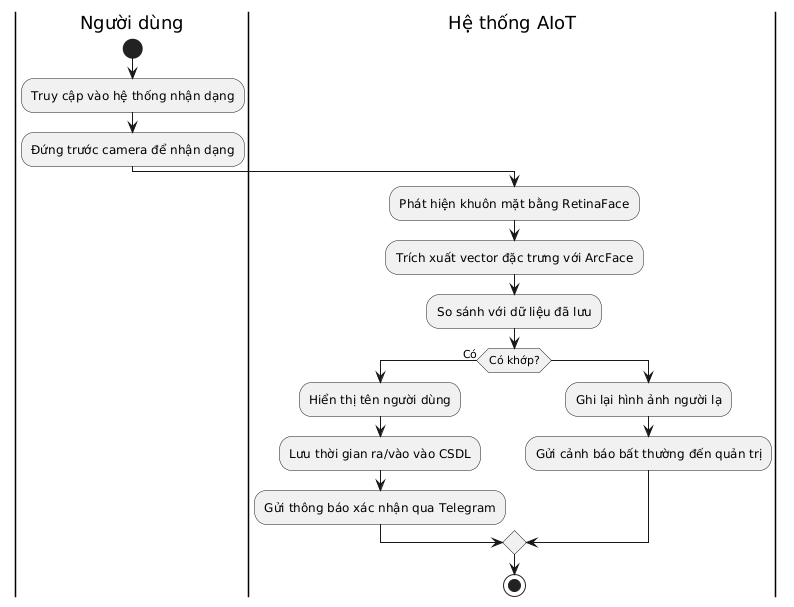 Người dùng
Hệ thống AIoT
Truy cập vào hệ thống nhận dạng
Đứng trước camera để nhận dạng
Phát hiện khuôn mặt bằng RetinaFace
Trích xuất vector đặc trưng với ArcFace
So sánh với dữ liệu đã lưu
Có
Có khớp?
Hiển thị tên người dùng
Lưu thời gian ra/vào vào CSDL
Gửi thông báo xác nhận qua Telegram
Ghi lại hình ảnh người lạ
Gửi cảnh báo bất thường đến quản trị